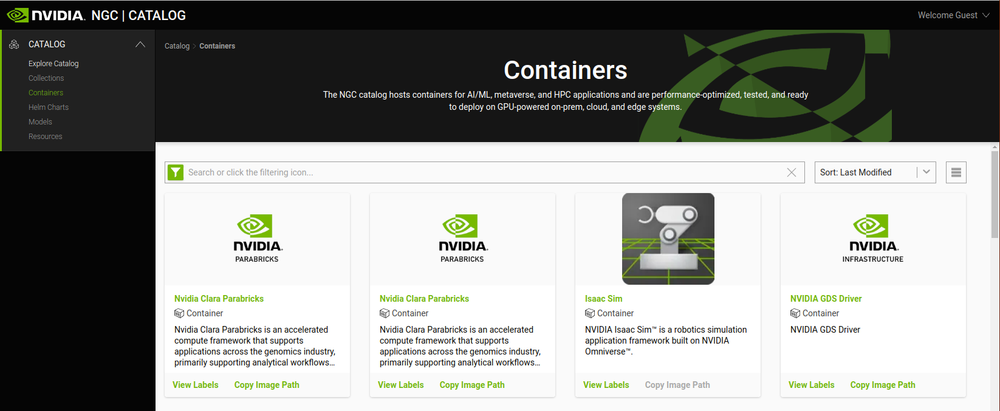 NVIDIA. NGC | CATALOG
Welcome Guest
CATALOG
Explore Catalog
Collections
Containers
Helm Charts
Models
Resources
Catalog > Containers
Containers
The NGC catalog hosts containers for AI/ML, metaverse, and HPC applications and are performance-optimized, tested, and ready
to deploy on GPU-powered on-prem, cloud, and edge systems.
Search or click the filtering icon...
Sort: Last Modified
NVIDIA.
PARABRICKS
Nvidia Clara Parabricks
Container
Nvidia Clara Parabricks is an accelerated
compute framework that supports
applications across the genomics industry,
primarily supporting analytical workflows...
View Labels Copy Image Path
NVIDIA.
PARABRICKS
Nvidia Clara Parabricks
Container
Nvidia Clara Parabricks is an accelerated
compute framework that supports
applications across the genomics industry,
primarily supporting analytical workflows...
View Labels Copy Image Path
Isaac Sim
Container
NVIDIA Isaac Sim™ is a robotics simulation
application framework built on NVIDIA
Omniverse™.
View Labels Copy Image Path
NVIDIA.
INFRASTRUCTURE
NVIDIA GDS Driver
Container
NVIDIA GDS Driver
View Labels Copy Image Path